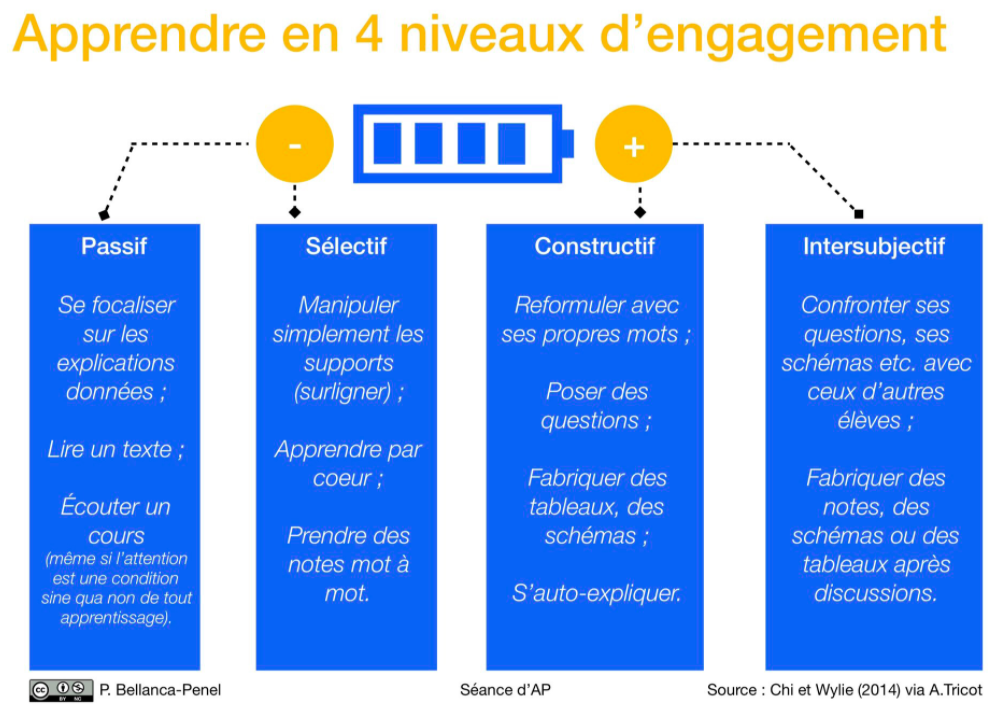 Apprendre en 4 niveaux d'engagement
-
+
Passif
Se focaliser
sur les
explications
données ;
Lire un texte ;
Écouter un
cours
(même si l'attention
est une condition
sine qua non de tout
apprentissage).
Sélectif
Manipuler
simplement les
supports
(surligner) ;
Apprendre par
coeur ;
Prendre des
notes mot à
mot.
Constructif
Reformuler avec
ses propres mots ;
Poser des
questions ;
Fabriquer des
tableaux, des
schémas ;
S'auto-expliquer.
Intersubjectif
Confronter ses
questions, ses
schémas etc. avec
ceux d'autres
élèves ;
Fabriquer des
notes, des
schémas ou des
tableaux après
discussions.
cc BY NC
P. Bellanca-Penel
Séance d'AP
Source : Chi et Wylie (2014) via A.Tricot